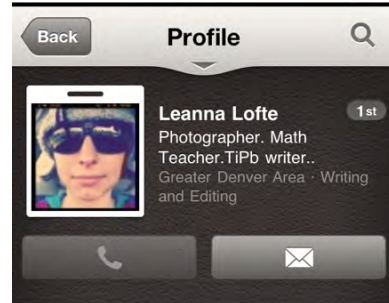 Back
Profile
Leanna Lofte
1st
Photographer. Math
Teacher.TiPb writer..
Greater Denver Area · Writing
and Editing